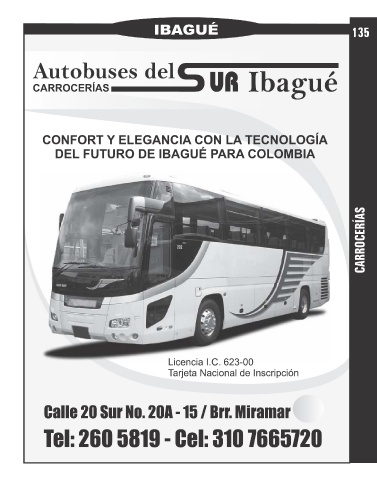 IBAGUÉ
135
Autobuses del SUR Ibagué
CARROCERÍAS
CONFORT Y ELEGANCIA CON LA TECNOLOGÍA
DEL FUTURO DE IBAGUÉ PARA COLOMBIA
CARROCERÍAS
Licencia I.C. 623-00
Tarjeta Nacional de Inscripción
Calle 20 Sur No. 20A - 15 / Brr. Miramar
Tel: 260 5819 - Cel: 310 7665720